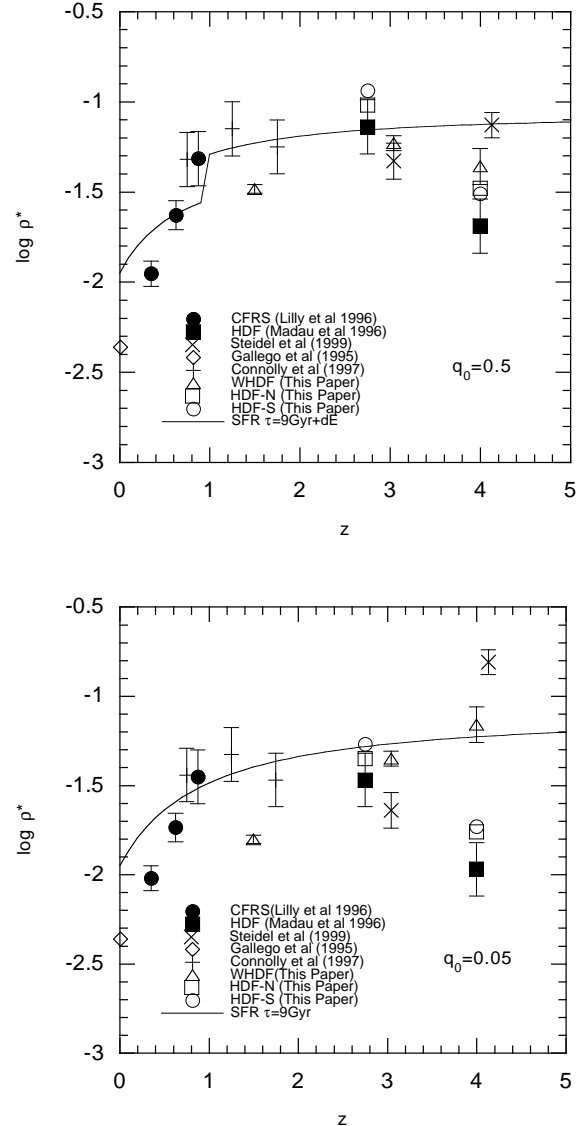 -0.5
-1
-1.5
-2
-2.5
-3
log ρ*
CFRS (Lilly et al 1996)
HDF (Madau et al 1996)
Steidel et al (1999)
Gallego et al (1995)
Connolly et al (1997)
WHDF (This Paper)
HDF-N (This Paper)
HDF-S (This Paper)
SFR τ=9Gyr+dE
q₀=0.5
0 1 2 3 4 5
z
-0.5
-1
-1.5
-2
-2.5
-3
log ρ*
CFRS(Lilly et al 1996)
HDF (Madau et al 1996)
Steidel et al (1999)
Gallego et al (1995)
Connolly et al (1997)
WHDF(This Paper)
HDF-N (This Paper)
HDF-S (This Paper)
SFR τ=9Gyr
q₀=0.05
0 1 2 3 4 5
z